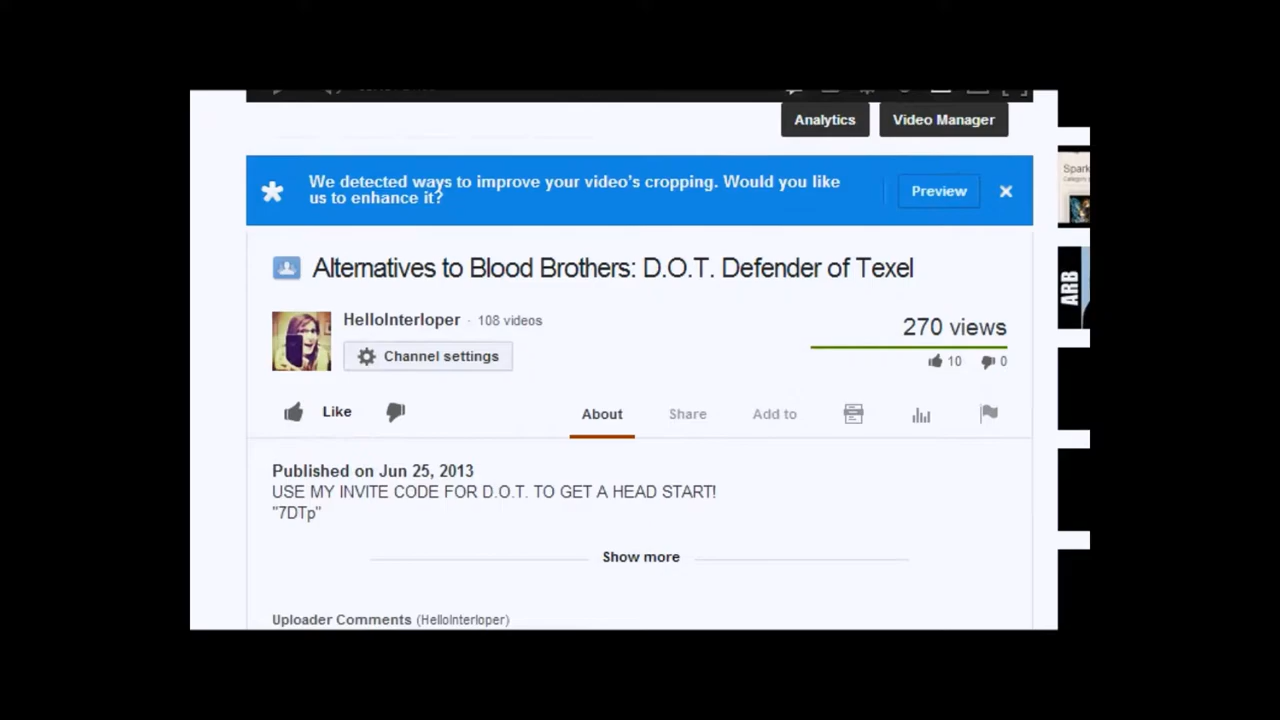 Analytics Video Manager
We detected ways to improve your video's cropping. Would you like
us to enhance it?
Preview
Alternatives to Blood Brothers: D.O.T. Defender of Texel
HelloInterloper · 108 videos
Channel settings
270 views
10 0
Like
About Share Add to
Published on Jun 25, 2013
USE MY INVITE CODE FOR D.O.T. TO GET A HEAD START!
"7DTp"
Show more
Uploader Comments (HelloInterloper)
Spark
ARB